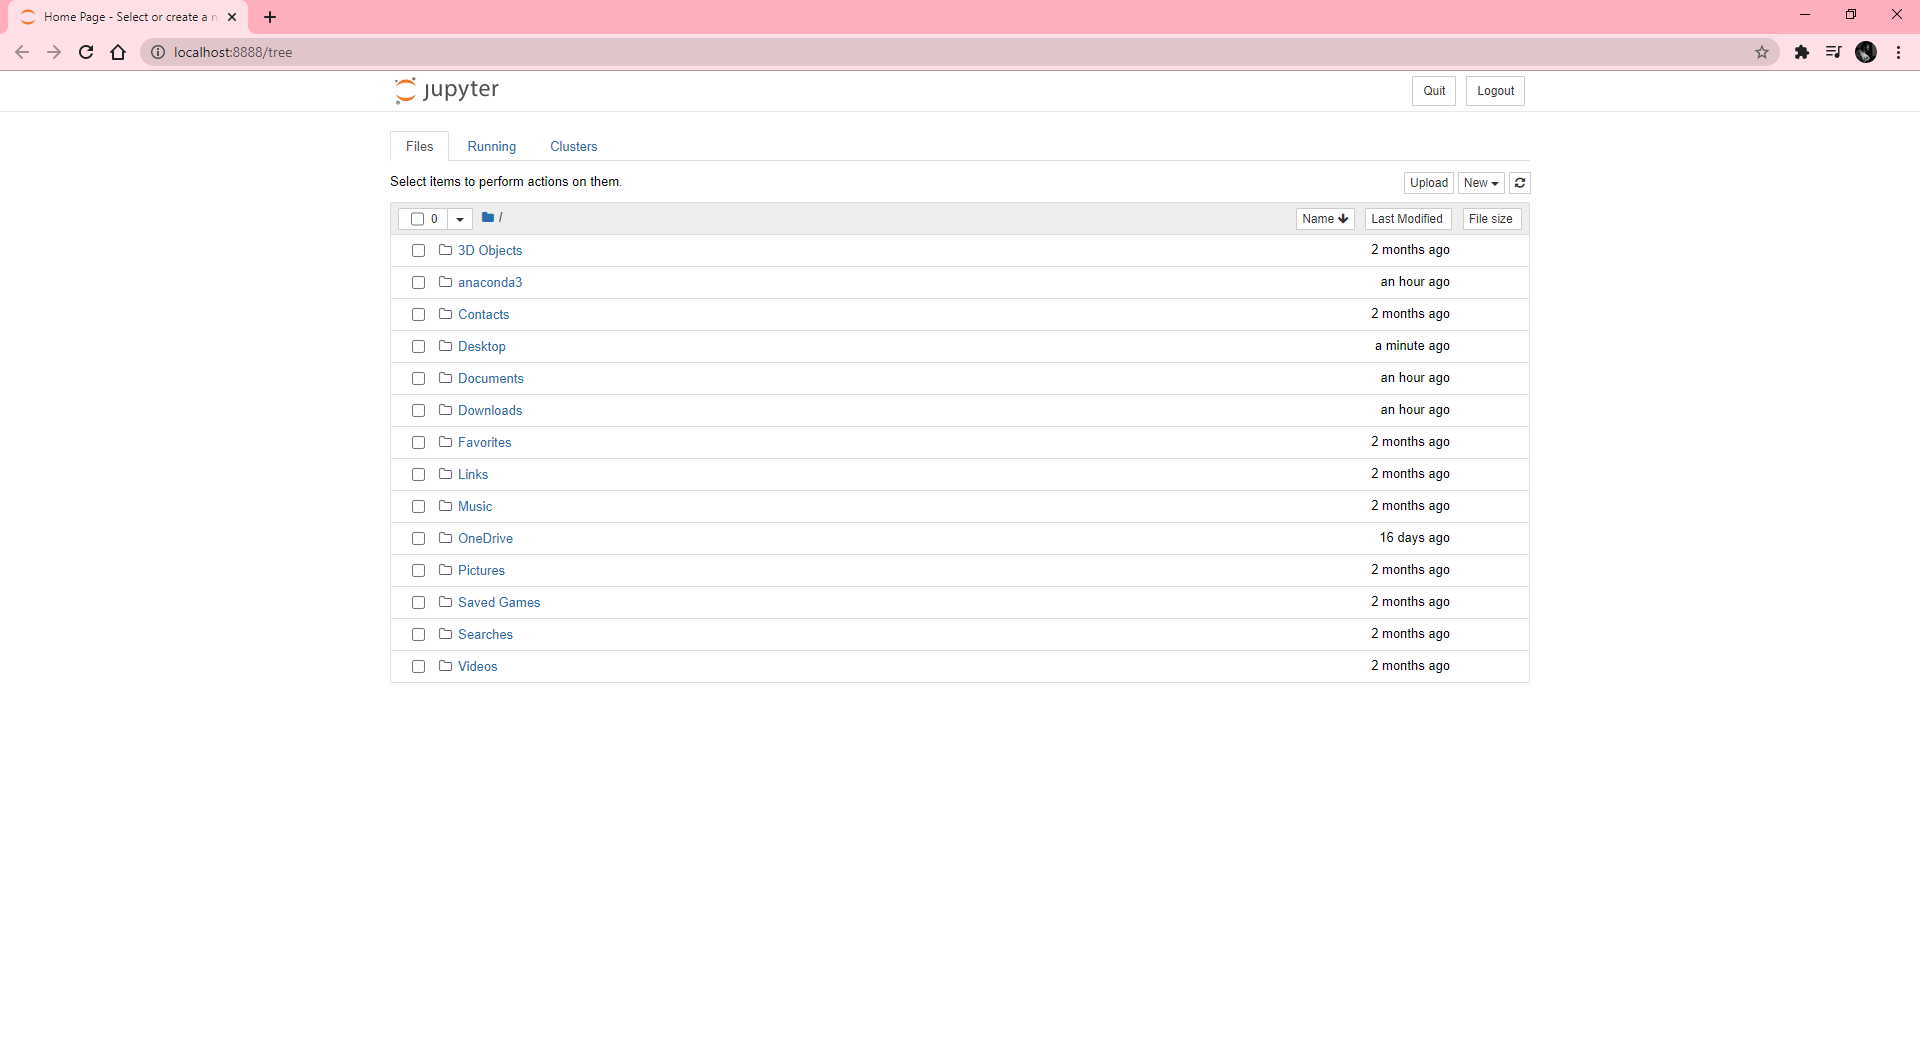 Home Page - Select or create a n
localhost:8888/tree
jupyter
Quit
Logout
Files
Running
Clusters
Select items to perform actions on them.
Upload
New
0
/
Name
Last Modified
File size
3D Objects
2 months ago
anaconda3
an hour ago
Contacts
2 months ago
Desktop
a minute ago
Documents
an hour ago
Downloads
an hour ago
Favorites
2 months ago
Links
2 months ago
Music
2 months ago
OneDrive
16 days ago
Pictures
2 months ago
Saved Games
2 months ago
Searches
2 months ago
Videos
2 months ago